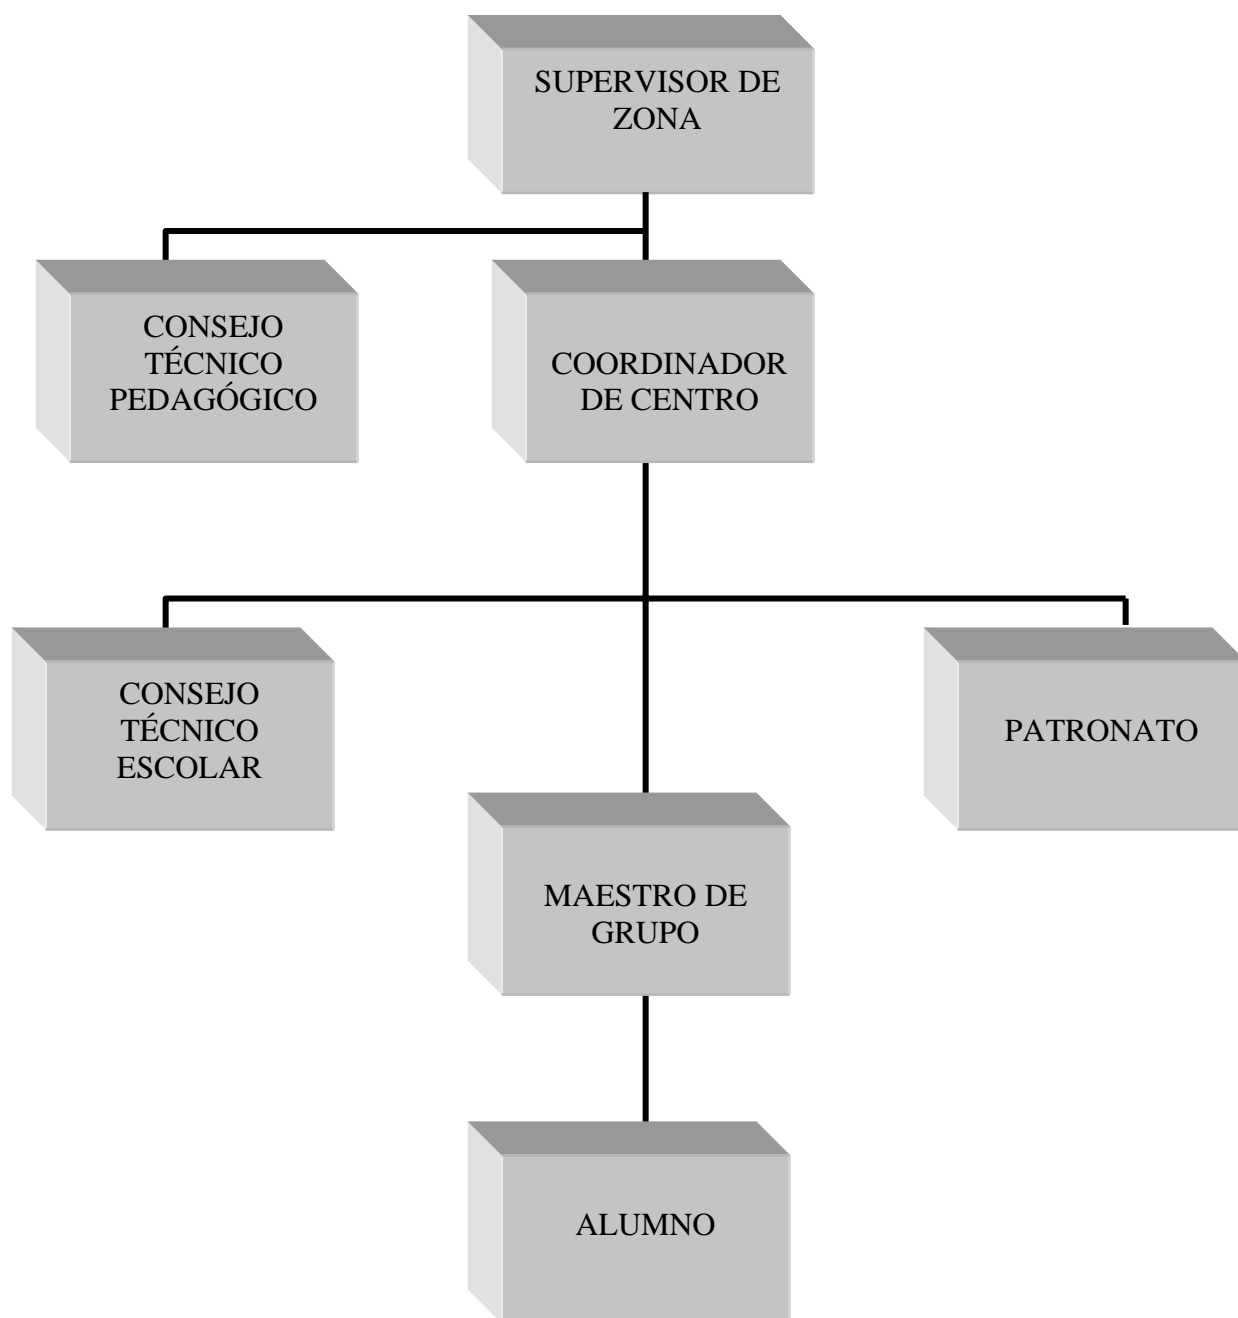 SUPERVISOR DE
ZONA
CONSEJO
TÉCNICO
PEDAGÓGICO
COORDINADOR
DE CENTRO
CONSEJO
TÉCNICO
ESCOLAR
PATRONATO
MAESTRO DE
GRUPO
ALUMNO